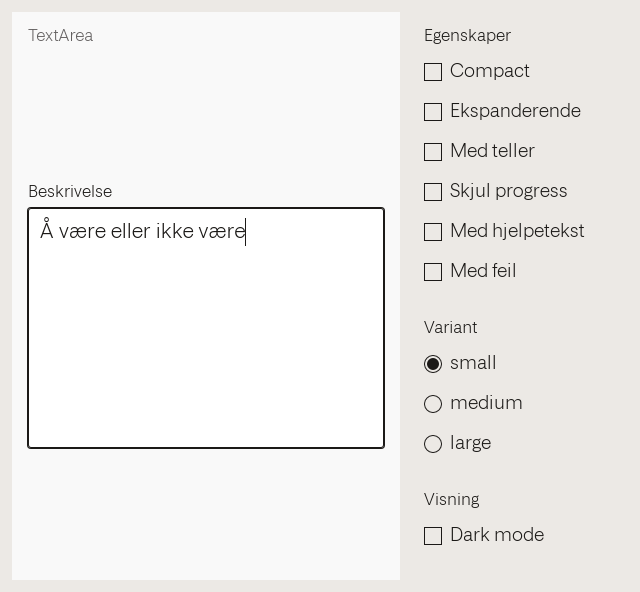 TextArea
Beskrivelse
Å være eller ikke være
Egenskaper
Compact
Ekspanderende
Med teller
Skjul progress
Med hjelpetekst
Med feil
Variant
small
medium
large
Visning
Dark mode